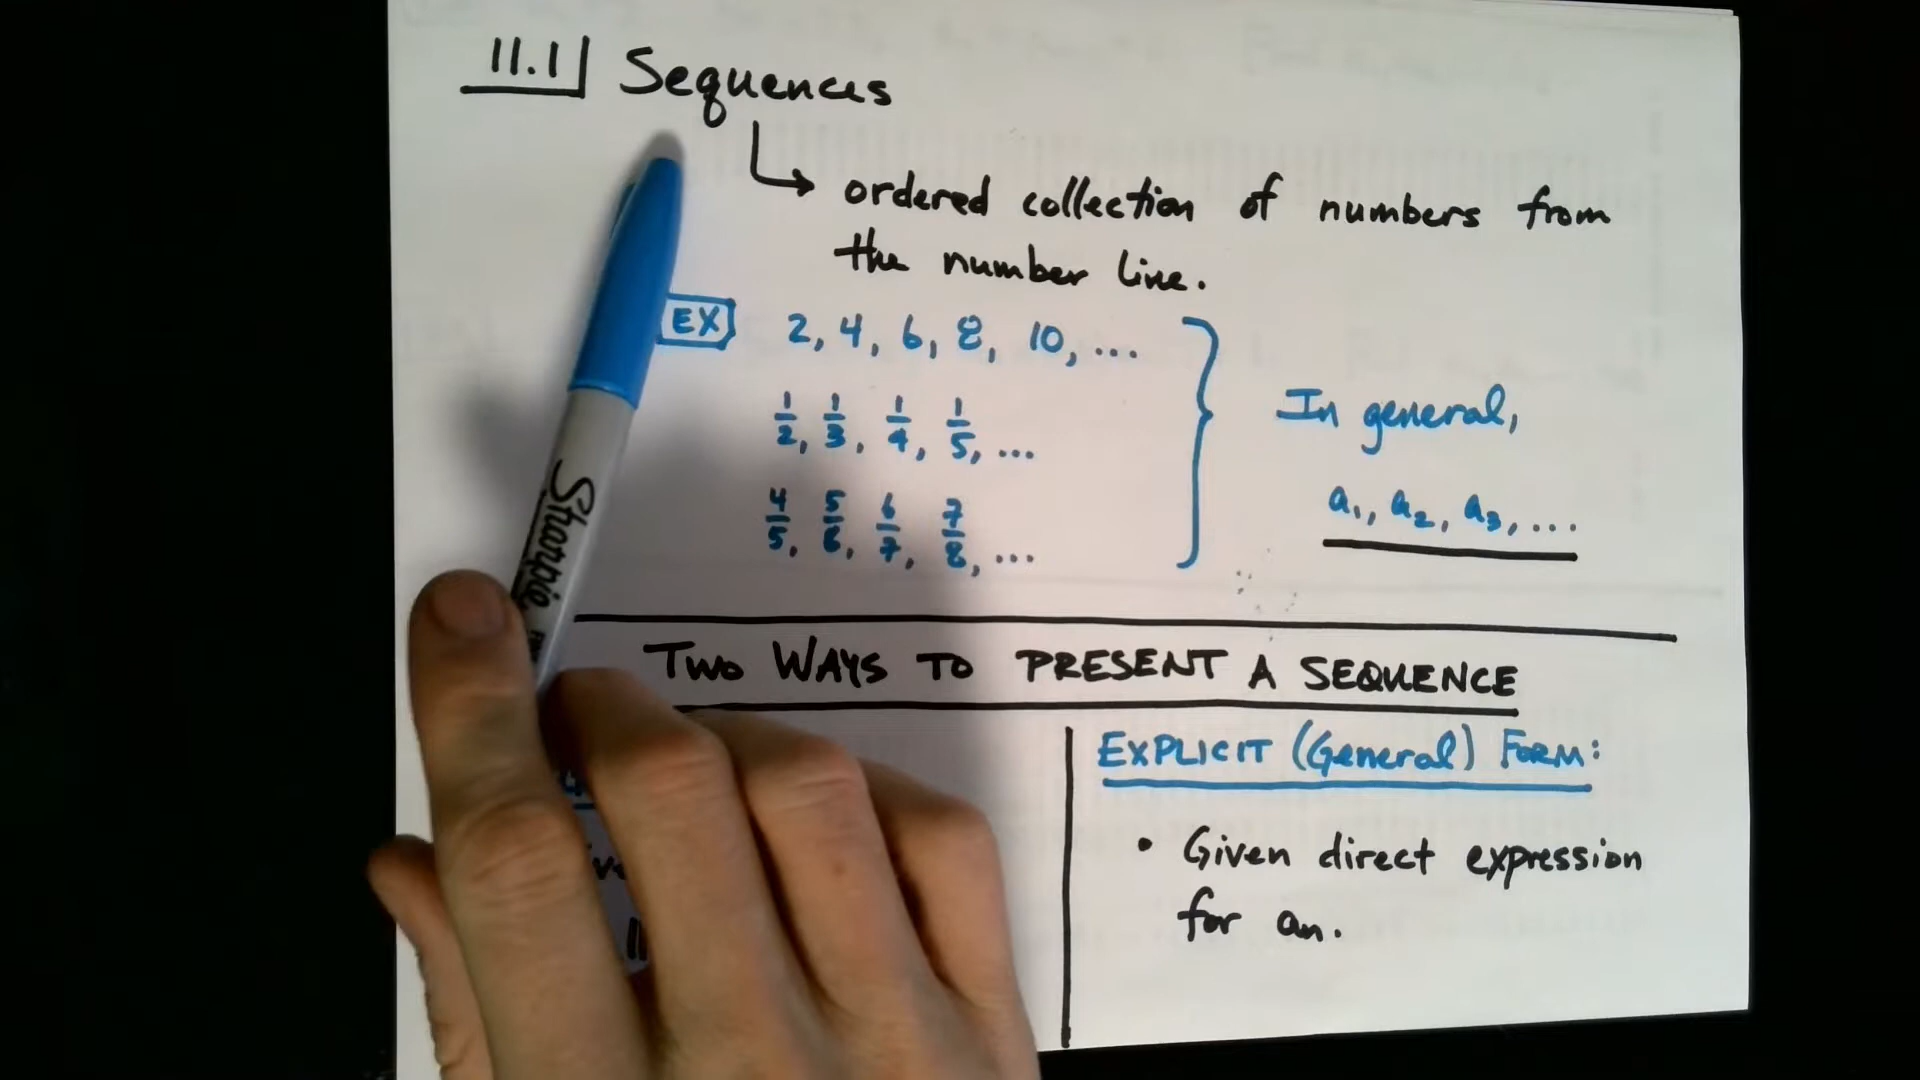 11.1 Sequences
ordered collection of numbers from
the number line.
EX 2, 4, 6, 8, 10, ...
1/2, 1/3, 1/4, 1/5, ...
4/5, 5/6, 6/7, 7/8, ...
In general,
a₁, a₂, a₃, ...
Sharpie
TWO WAYS TO PRESENT A SEQUENCE
EXPLICIT (General) FORM:
• Given direct expression
for an.